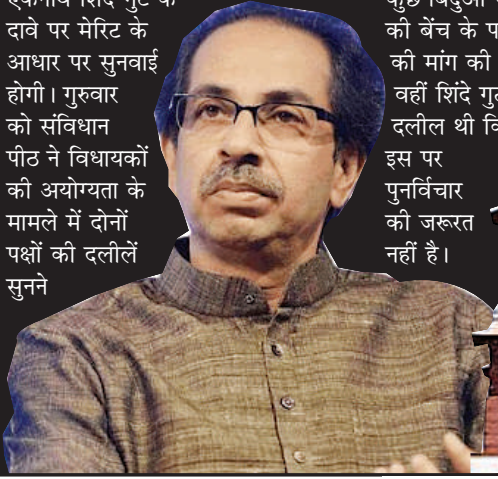 एकनाथ शिंदे गुट के
दावे पर मेरिट के
आधार पर सुनवाई
होगी। गुरुवार
को संविधान
पीठ ने विधायकों
की अयोग्यता के
मामले में दोनों
पक्षों की दलीलें
सुनने
की बेंच के
की मांग की
वहीं शिंदे
दलील थी
इस पर
पुनर्विचार
की जरूरत
नहीं है।